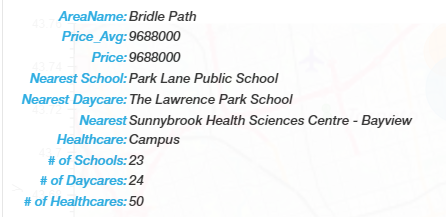 AreaName: Bridle Path
Price_Avg: 9688000
Price: 9688000
Nearest School: Park Lane Public School
Nearest Daycare: The Lawrence Park School
Nearest Sunnybrook Health Sciences Centre - Bayview
Healthcare: Campus
# of Schools: 23
# of Daycares: 24
# of Healthcares: 50